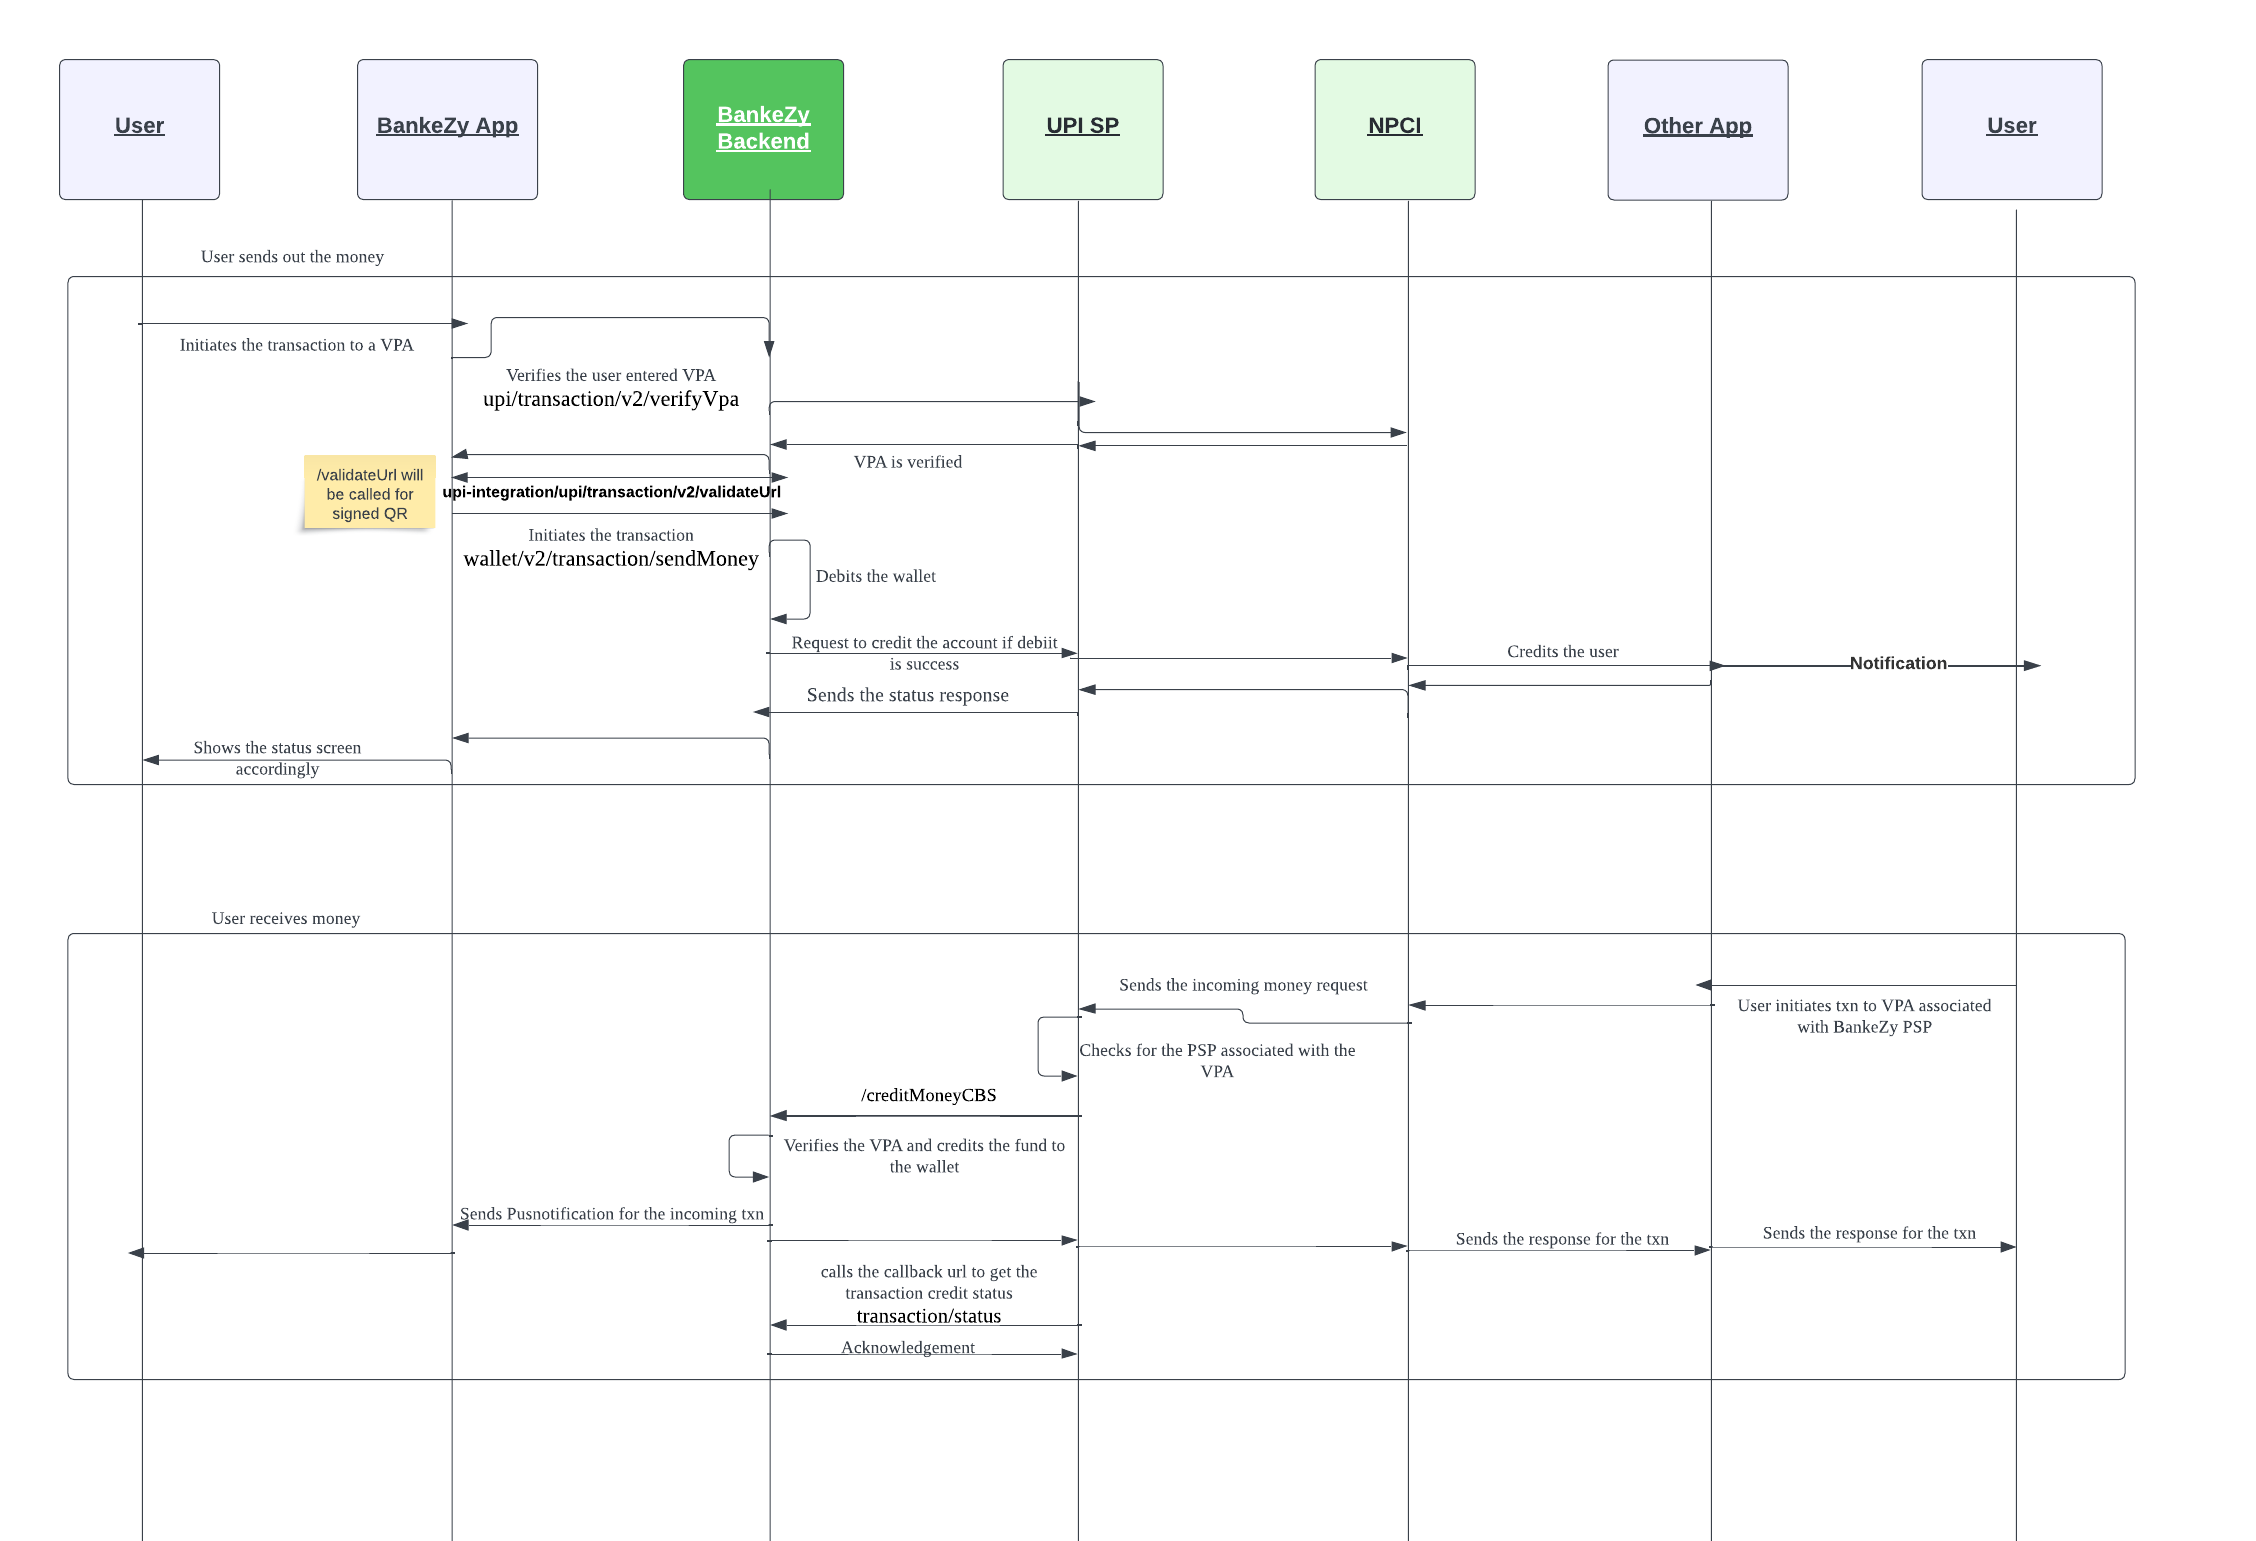 User
BankeZy App
BankeZy
Backend
UPI SP
NPCI
Other App
User
User sends out the money
Initiates the transaction to a VPA
Verifies the user entered VPA
upi/transaction/v2/verifyVpa
VPA is verified
/validateUrl will
be called for
signed QR
upi-integration/upi/transaction/v2/validateUrl
Initiates the transaction
wallet/v2/transaction/sendMoney
Debits the wallet
Request to credit the account if debiit
is success
Credits the user
Notification
Sends the status response
Shows the status screen
accordingly
User receives money
Sends the incoming money request
User initiates txn to VPA associated
with BankeZy PSP
Checks for the PSP associated with the
VPA
/creditMoneyCBS
Verifies the VPA and credits the fund to
the wallet
Sends Pusnotification for the incoming txn
Sends the response for the txn
Sends the response for the txn
calls the callback url to get the
transaction credit status
transaction/status
Acknowledgement